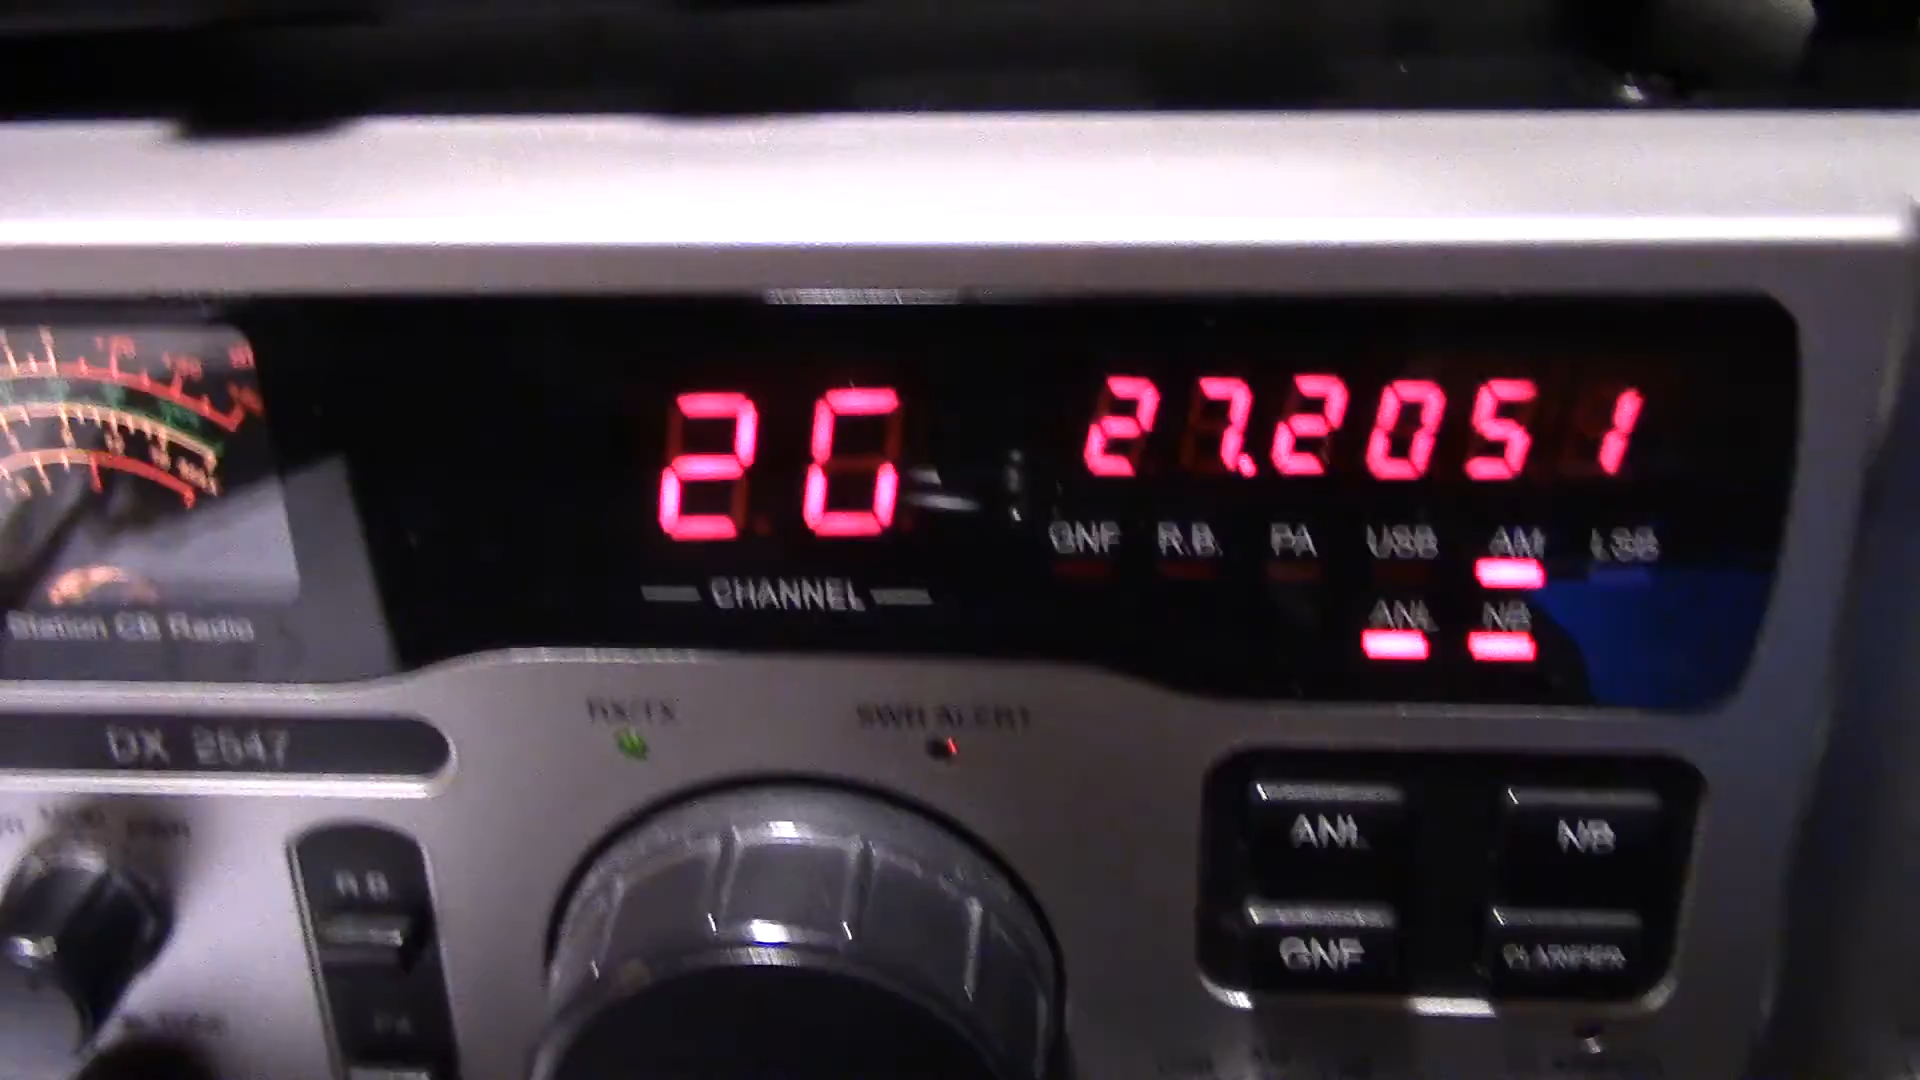 20
27.2051
GNF R.B. PA USB AM LSB
CHANNEL
ANL NB
Station CB Radio
DX 2547
RX/TX
SWR ALERT
ANL NB
R.B.
GNF CLARIFIER
PA